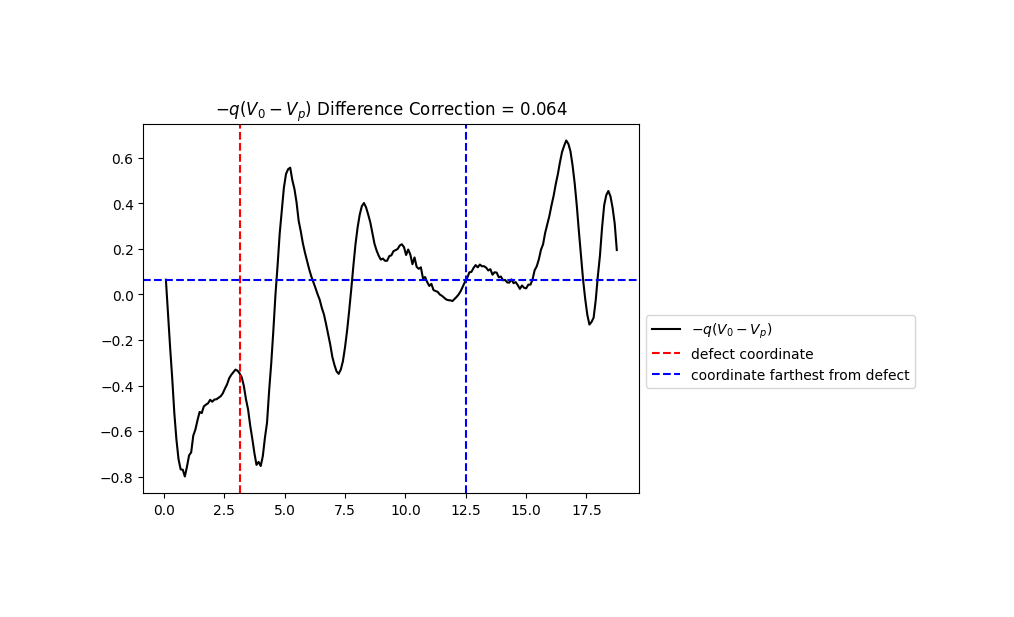 −q(V₀ − Vₚ) Difference Correction = 0.064
0.6
0.4
0.2
0.0
−0.2
−0.4
−0.6
−0.8
0.0 2.5 5.0 7.5 10.0 12.5 15.0 17.5
−q(V₀ − Vₚ)
defect coordinate
coordinate farthest from defect